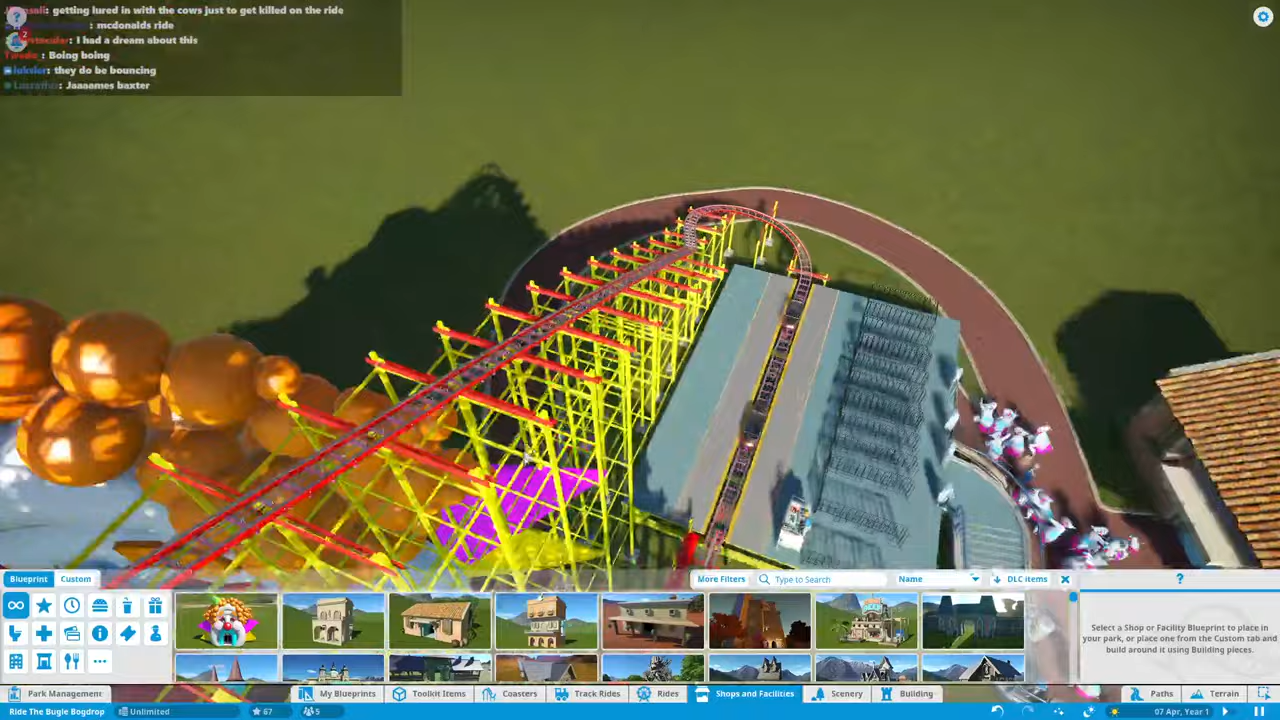 getting lured in with the cows just to get killed on the ride
: mcdonalds ride
: I had a dream about this
: Boing boing
: they do be bouncing
: Jaaaames baxter
2
?
Blueprint
Custom
More Filters
Type to Search
Name
DLC items
?
Select a Shop or Facility Blueprint to place in your park, or place one from the Custom tab and build around it using Building pieces.
Park Management
My Blueprints
Toolkit Items
Coasters
Track Rides
Rides
Shops and Facilities
Scenery
Building
Paths
Terrain
Ride The Bugle Bogdrop
Unlimited
67
5
07 Apr, Year 1